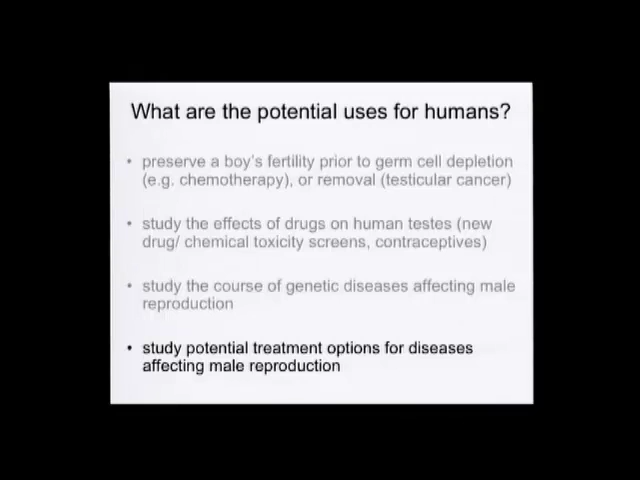 What are the potential uses for humans?
• preserve a boy's fertility prior to germ cell depletion
(e.g. chemotherapy), or removal (testicular cancer)
• study the effects of drugs on human testes (new
drug/ chemical toxicity screens, contraceptives)
• study the course of genetic diseases affecting male
reproduction
• study potential treatment options for diseases
affecting male reproduction